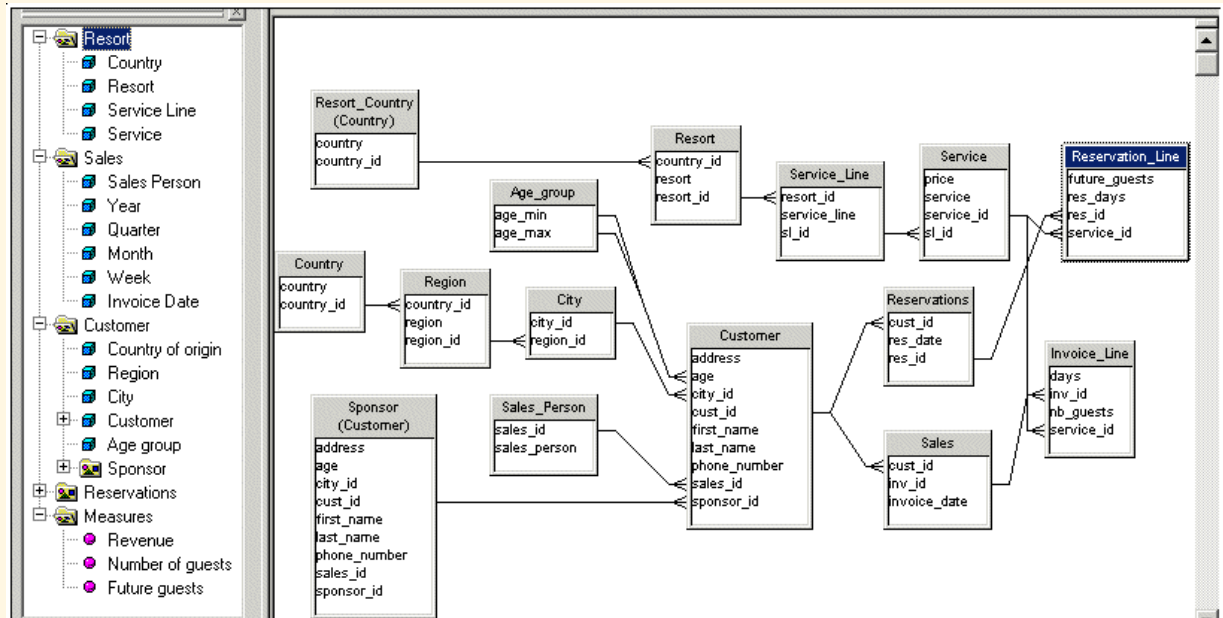 Resort
Country
Resort
Service Line
Service
Sales
Sales Person
Year
Quarter
Month
Week
Invoice Date
Customer
Country of origin
Region
City
Customer
Age group
Sponsor
Reservations
Measures
Revenue
Number of guests
Future guests
Resort_Country
(Country)
country
country_id
Resort
country_id
resort
resort_id
Service_Line
resort_id
service_line
sl_id
Service
price
service
service_id
sl_id
Reservation_Line
future_guests
res_days
res_id
service_id
Age_group
age_min
age_max
Country
country
country_id
Region
country_id
region
region_id
City
city_id
region_id
Customer
address
age
city_id
cust_id
first_name
last_name
phone_number
sales_id
sponsor_id
Reservations
cust_id
res_date
res_id
Invoice_Line
days
inv_id
nb_guests
service_id
Sponsor
(Customer)
address
age
city_id
cust_id
first_name
last_name
phone_number
sales_id
sponsor_id
Sales_Person
sales_id
sales_person
Sales
cust_id
inv_id
invoice_date